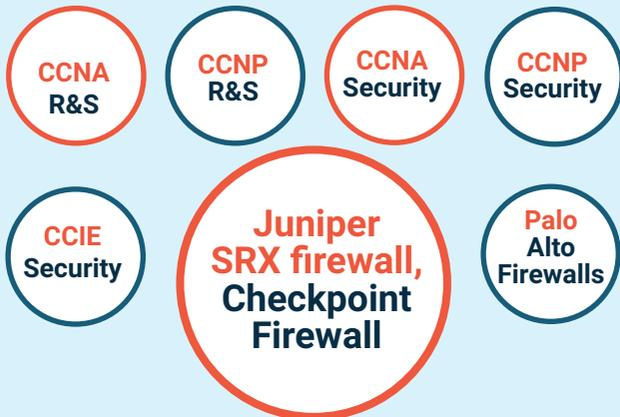 CCNA
R&S
CCNP
R&S
CCNA
Security
CCNP
Security
CCIE
Security
Juniper
SRX firewall,
Checkpoint
Firewall
Palo
Alto
Firewalls